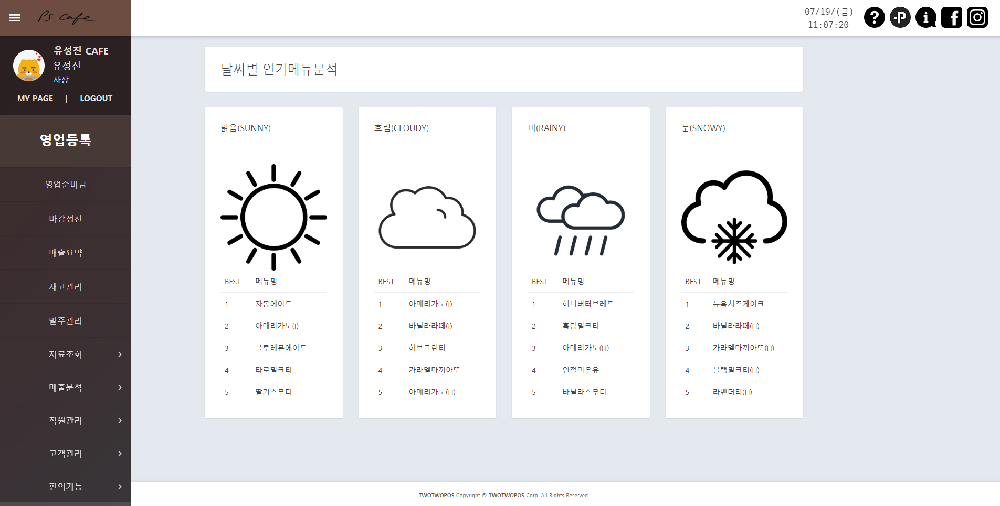 P.S. Cafe
07/19/(금)
11:07:20
유성진 CAFE
유성진
사장
MY PAGE | LOGOUT
영업등록
영업준비금
마감정산
매출요약
재고관리
발주관리
자료조회
매출분석
직원관리
고객관리
편의기능
날씨별 인기메뉴분석
맑음(SUNNY)
BEST 메뉴명
1 자몽에이드
2 아메리카노(I)
3 블루레몬에이드
4 타로밀크티
5 딸기스무디
흐림(CLOUDY)
BEST 메뉴명
1 아메리카노(I)
2 바닐라라떼(I)
3 허브그린티
4 카라멜마끼아또
5 아메리카노(H)
비(RAINY)
BEST 메뉴명
1 허니버터브레드
2 흑당밀크티
3 아메리카노(H)
4 인절미우유
5 바닐라스무디
눈(SNOWY)
BEST 메뉴명
1 뉴욕치즈케이크
2 바닐라라떼(H)
3 카라멜마끼아또(H)
4 블랙밀크티(H)
5 라벤더티(H)
TWOTWOPOS Copyright © TWOTWOPOS Corp. All Rights Reserved.